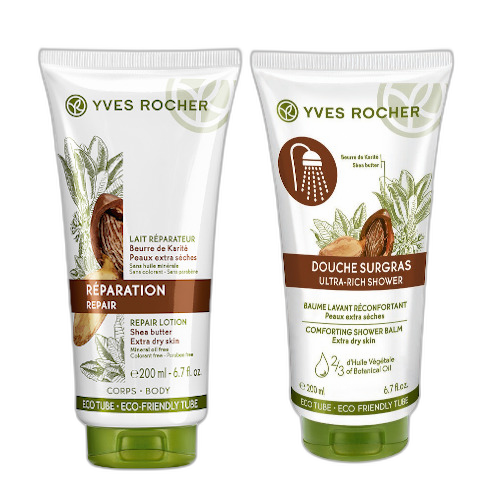 YVES ROCHER
LAIT RÉPARATEUR
Beurre de Karité
Peaux extra sèches
Sans huile minérale
Sans colorant - Sans parabène
RÉPARATION
REPAIR
REPAIR LOTION
Shea butter
Extra dry skin
Mineral oil free
Colorant free - Paraben free
e 200 ml - 6.7 fl. oz.
CORPS - BODY
ECO TUBE - ECO-FRIENDLY TUBE
YVES ROCHER
Beurre de Karité
Shea butter
DOUCHE SURGRAS
ULTRA-RICH SHOWER
BAUME LAVANT RÉCONFORTANT
Peaux extra sèches
COMFORTING SHOWER BALM
Extra dry skin
2/3 d'Huile Végétale
of Botanical Oil
e 200 ml 6.7 fl. oz.
ECO TUBE - ECO FRIENDLY TUBE